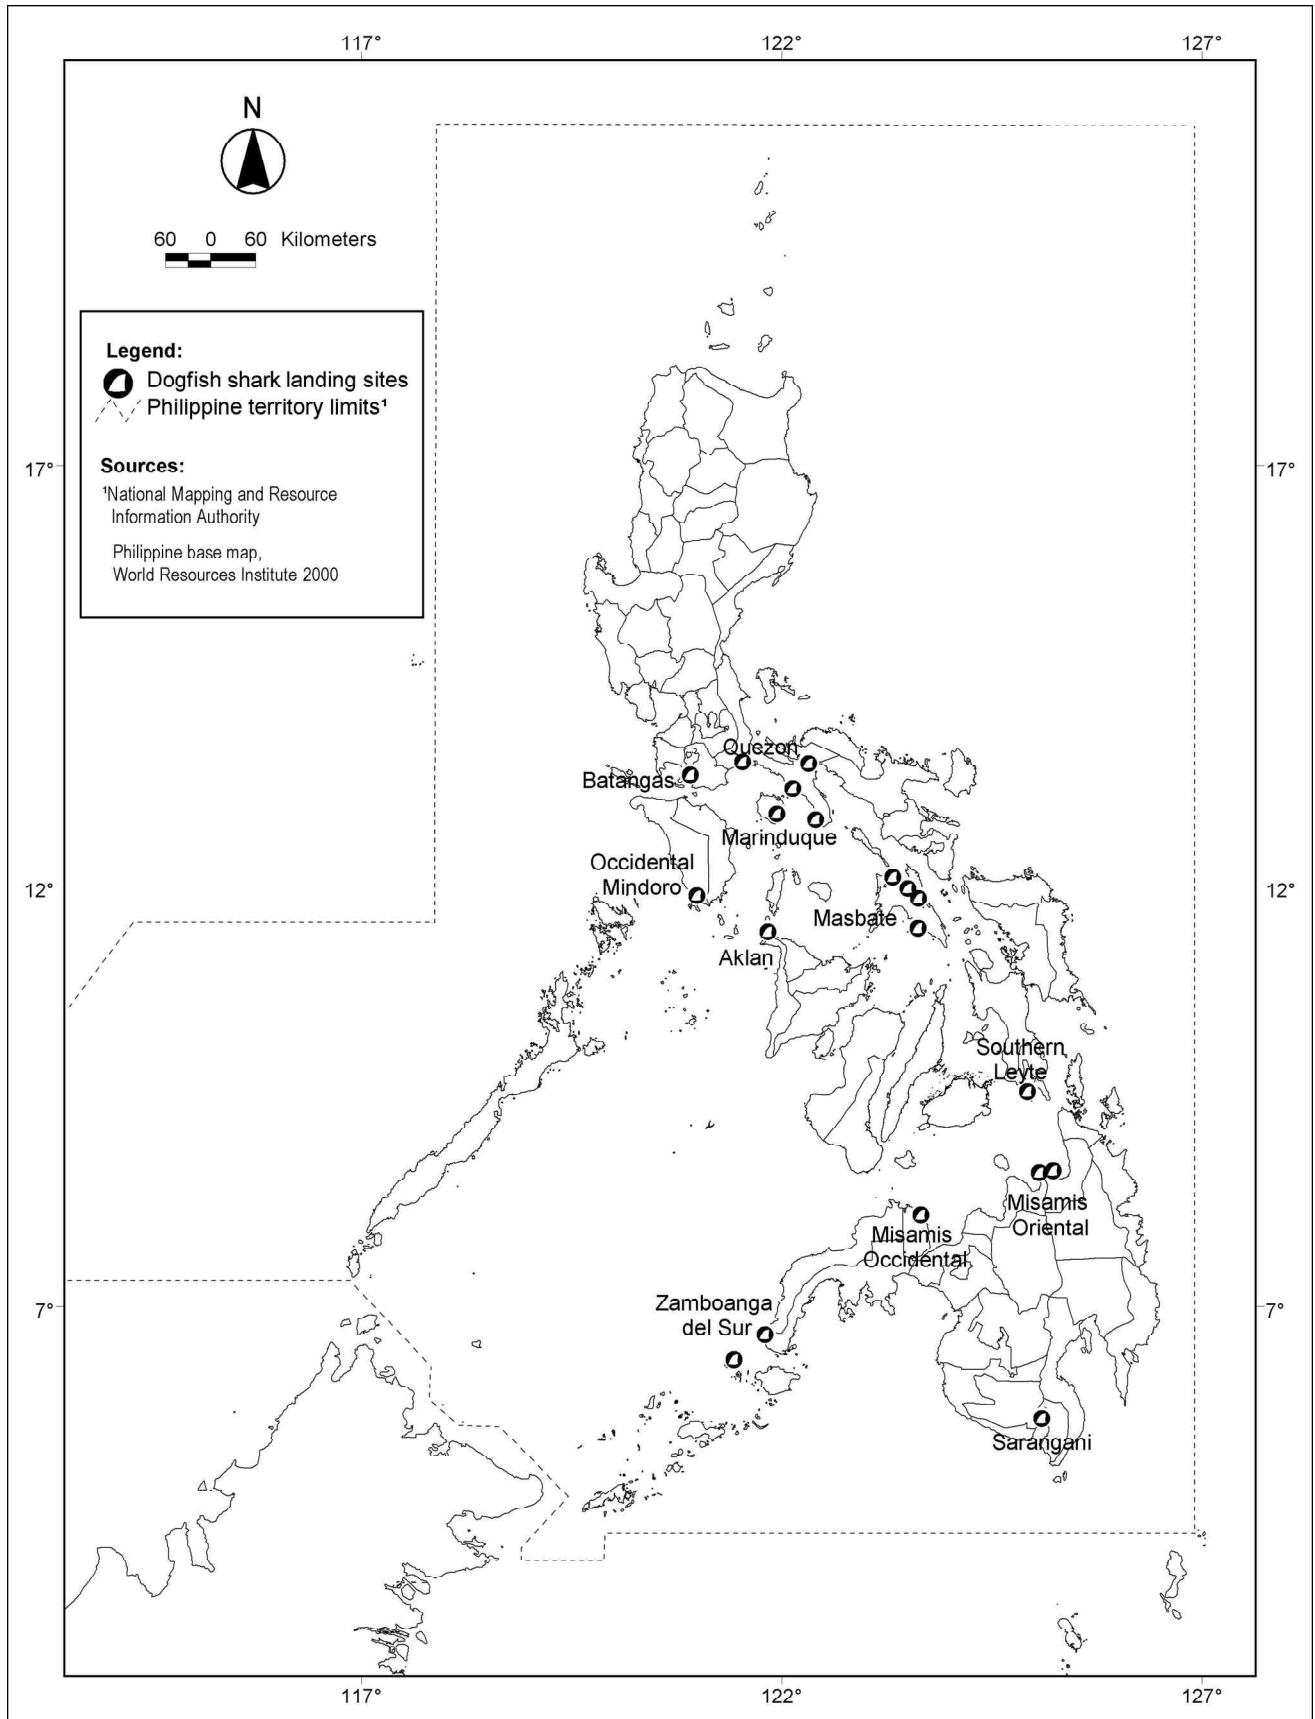 117°
122°
127°
N
60 0 60 Kilometers
Legend:
Dogfish shark landing sites
Philippine territory limits¹
Sources:
¹National Mapping and Resource
Information Authority
Philippine base map,
World Resources Institute 2000
17°
17°
Quezon
Batangas
Marinduque
Occidental
Mindoro
12°
12°
Masbate
Aklan
Southern
Leyte
Misamis
Oriental
Misamis
Occidental
Zamboanga
del Sur
7°
7°
Sarangani
117°
122°
127°